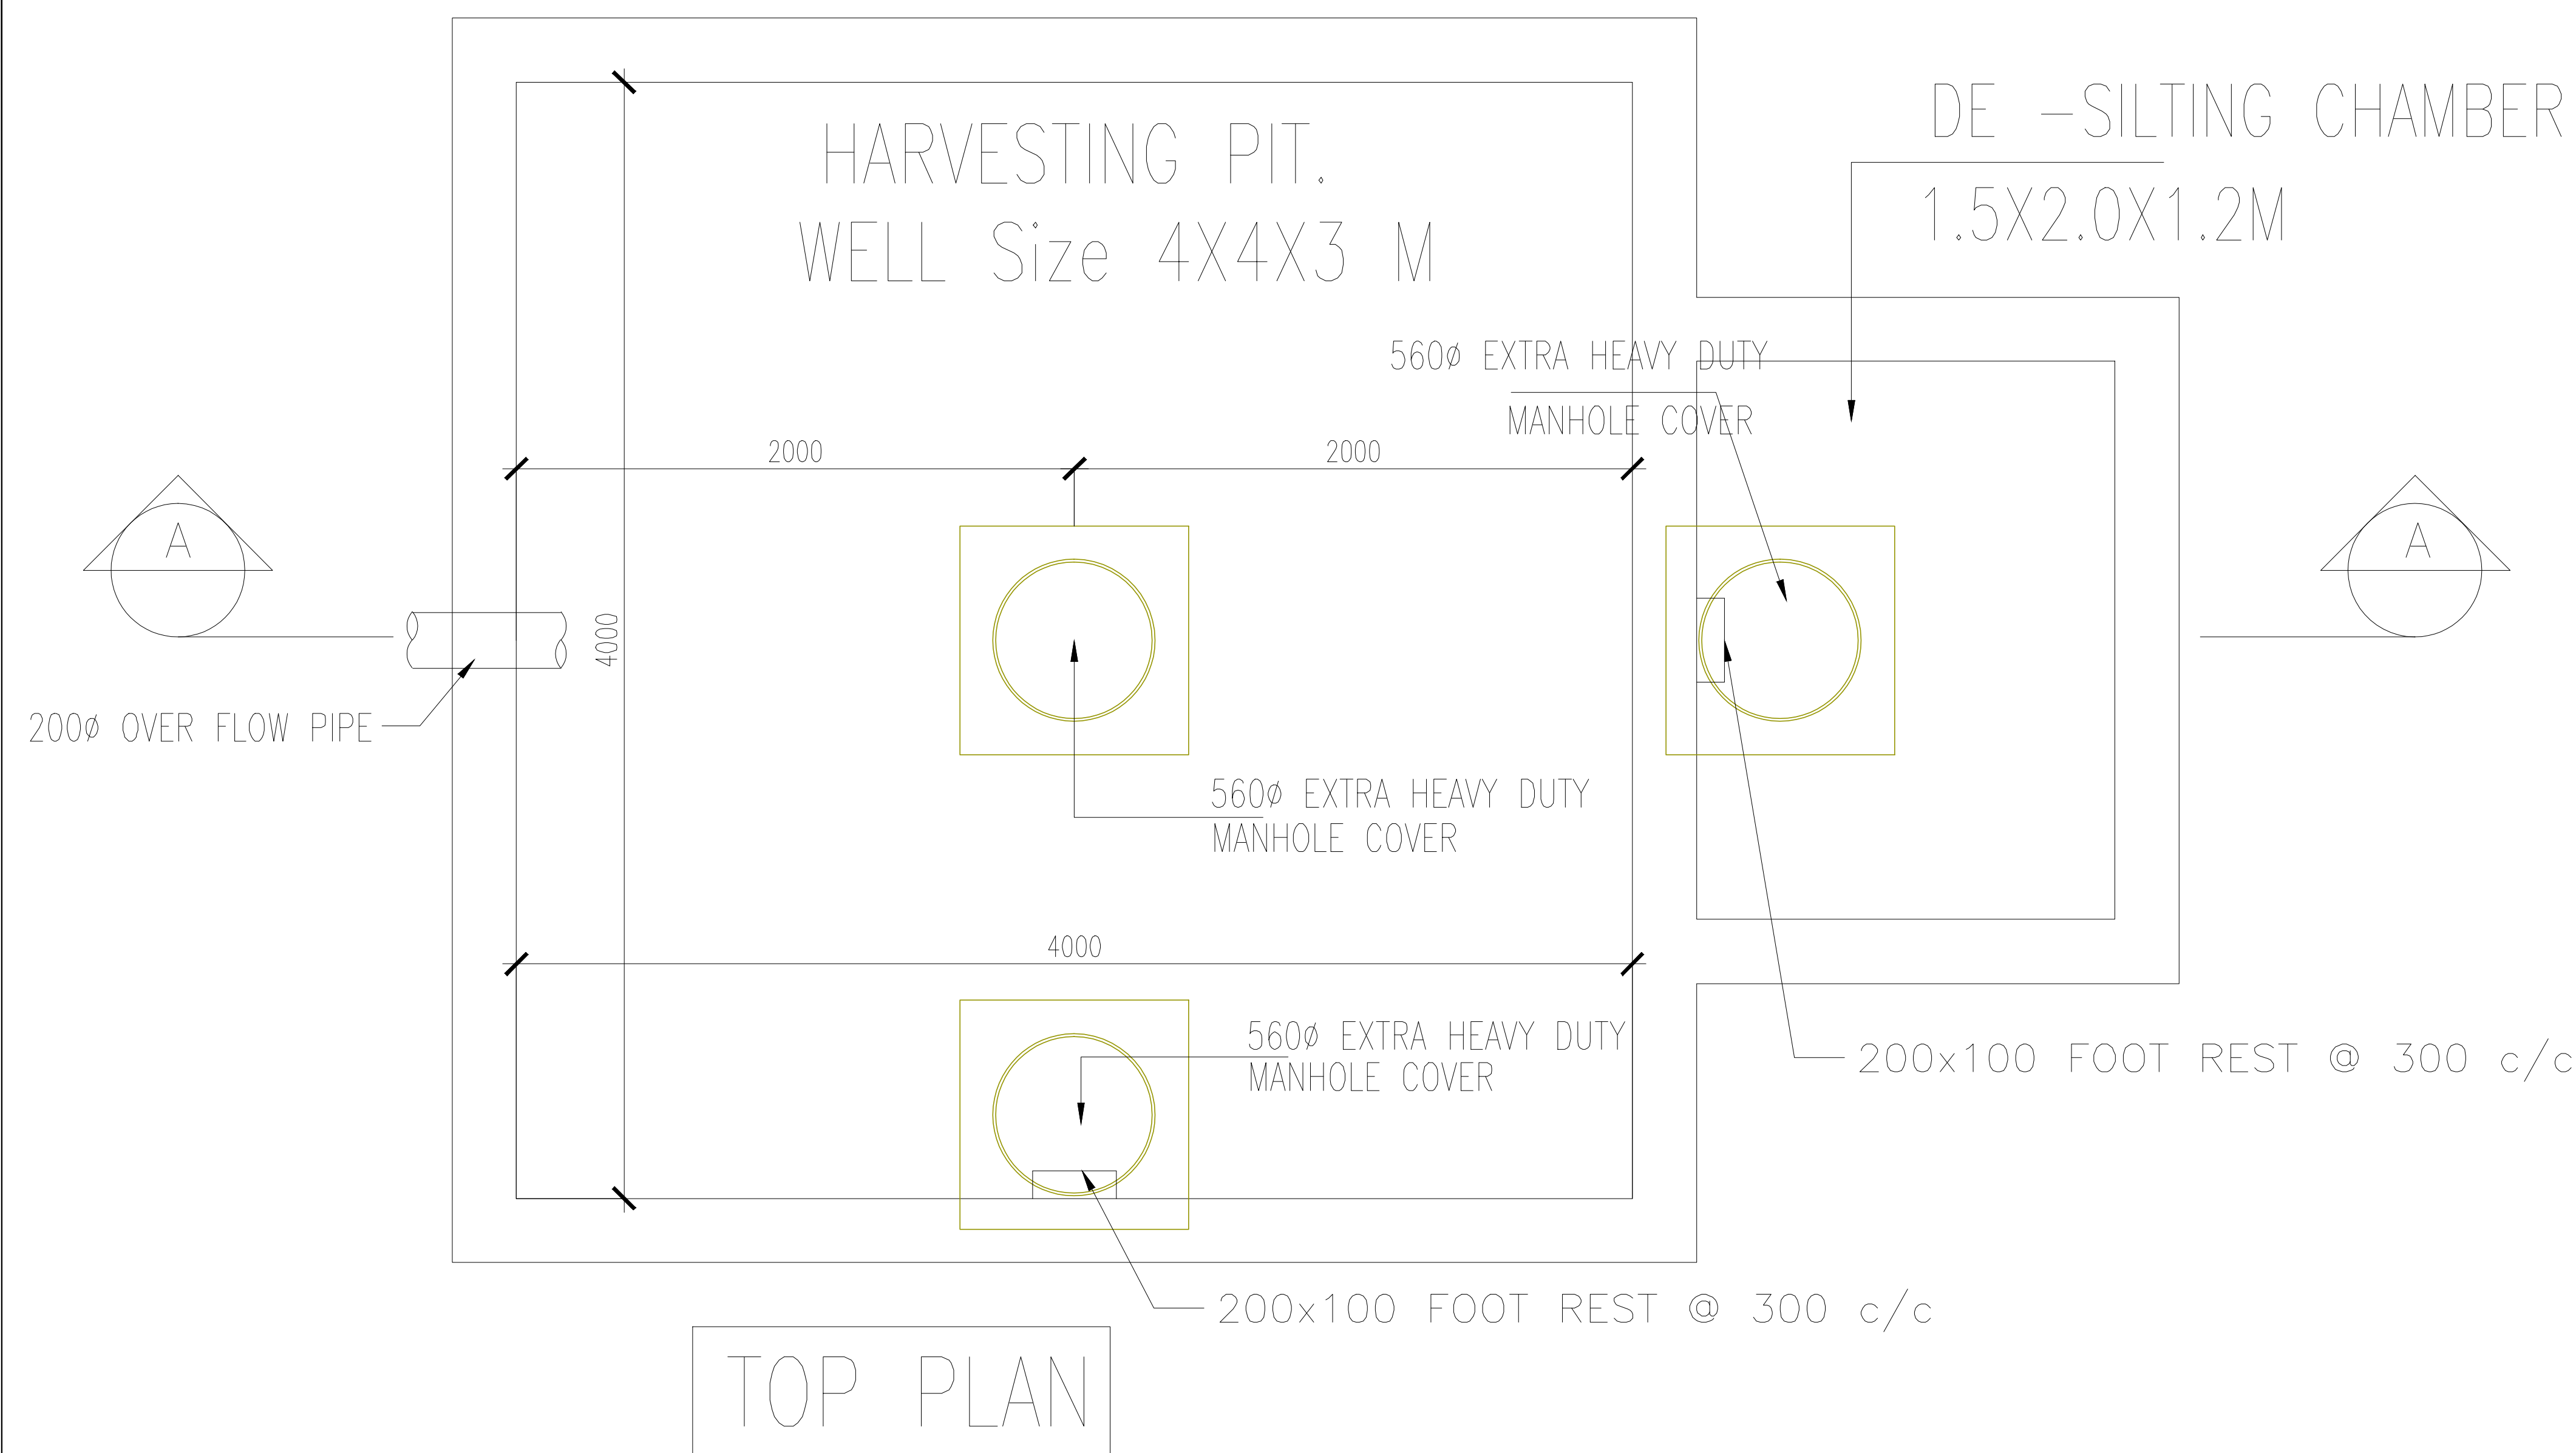 DE -SILTING CHAMBER
1.5X2.0X1.2M
HARVESTING PIT.
WELL Size 4X4X3 M
560ø EXTRA HEAVY DUTY
MANHOLE COVER
2000
2000
A
A
4000
200ø OVER FLOW PIPE
560ø EXTRA HEAVY DUTY
MANHOLE COVER
4000
560ø EXTRA HEAVY DUTY
MANHOLE COVER
200x100 FOOT REST @ 300 c/c
200x100 FOOT REST @ 300 c/c
TOP PLAN